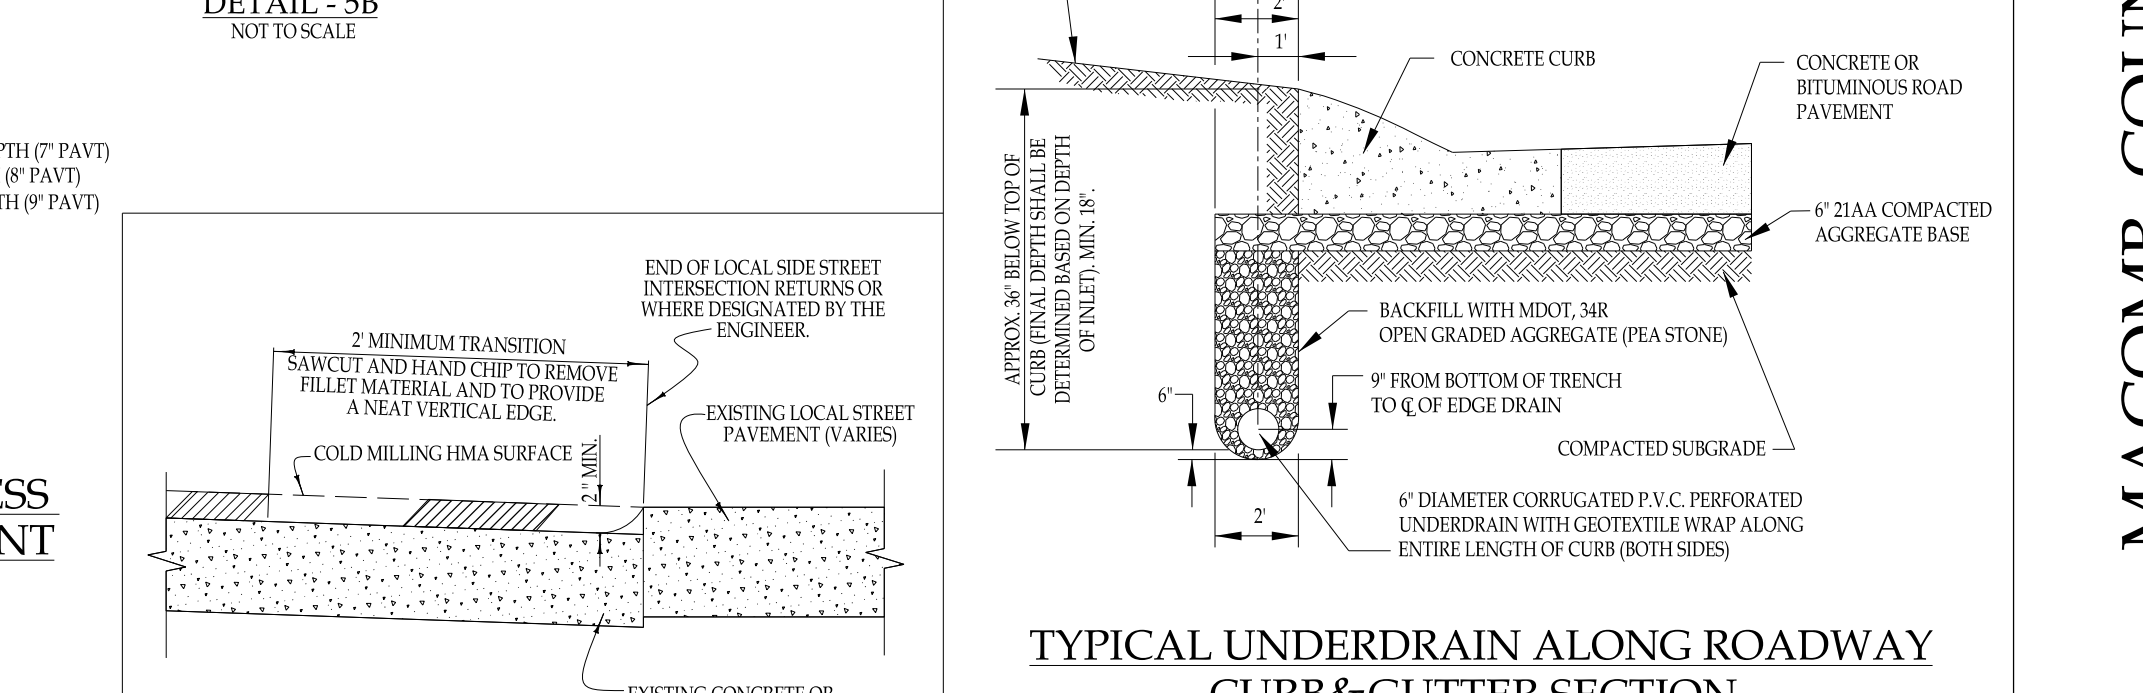 DETAIL - 5B
NOT TO SCALE
(7" PAVT)
(8" PAVT)
(9" PAVT)
END OF LOCAL SIDE STREET
INTERSECTION RETURNS OR
WHERE DESIGNATED BY THE
ENGINEER.
2' MINIMUM TRANSITION
SAWCUT AND HAND CHIP TO REMOVE
FILLET MATERIAL AND TO PROVIDE
A NEAT VERTICAL EDGE.
EXISTING LOCAL STREET
PAVEMENT (VARIES)
COLD MILLING HMA SURFACE
2" MIN.
EXISTING CONCRETE OR
2'
1'
CONCRETE CURB
CONCRETE OR
BITUMINOUS ROAD
PAVEMENT
6" 21AA COMPACTED
AGGREGATE BASE
APPROX. 36" BELOW TOP OF
CURB (FINAL DEPTH SHALL BE
DETERMINED BASED ON DEPTH
OF INLET). MIN. 18".
BACKFILL WITH MDOT, 34R
OPEN GRADED AGGREGATE (PEA STONE)
6"
9" FROM BOTTOM OF TRENCH
TO ℄ OF EDGE DRAIN
COMPACTED SUBGRADE
6" DIAMETER CORRUGATED P.V.C. PERFORATED
UNDERDRAIN WITH GEOTEXTILE WRAP ALONG
ENTIRE LENGTH OF CURB (BOTH SIDES)
2'
TYPICAL UNDERDRAIN ALONG ROADWAY
CURB&GUTTER SECTION
MACOMB